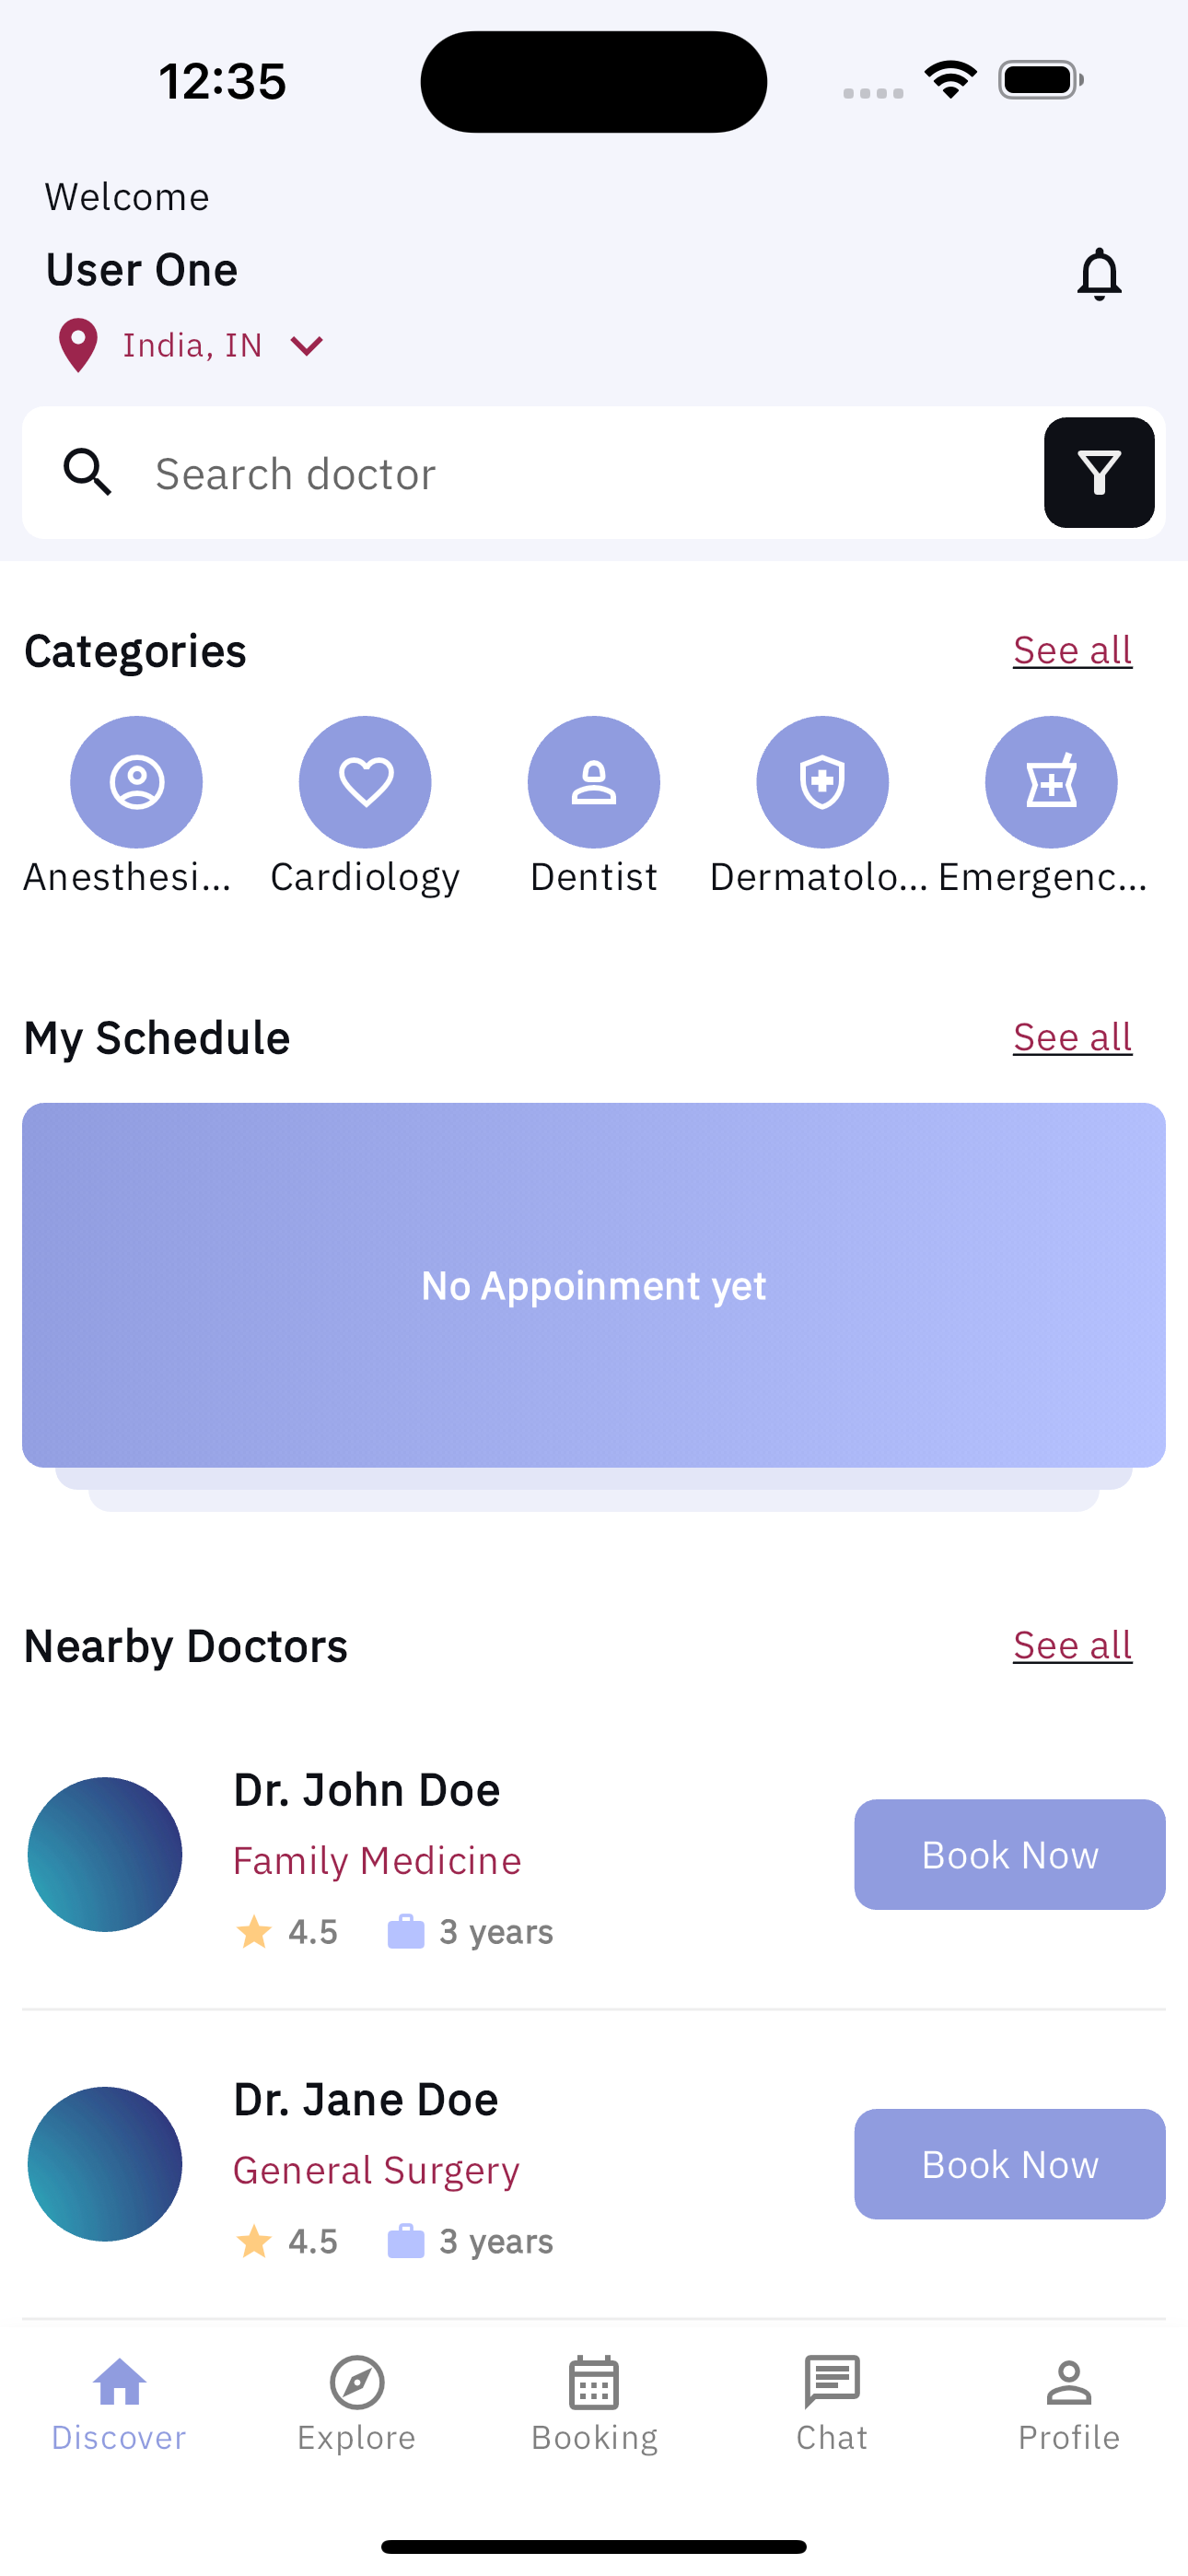 12:35
Welcome
User One
India, IN
Search doctor
Categories
See all
Anesthesi...
Cardiology
Dentist
Dermatolo...
Emergenc...
My Schedule
See all
No Appoinment yet
Nearby Doctors
See all
Dr. John Doe
Family Medicine
4.5
3 years
Book Now
Dr. Jane Doe
General Surgery
4.5
3 years
Book Now
Discover
Explore
Booking
Chat
Profile